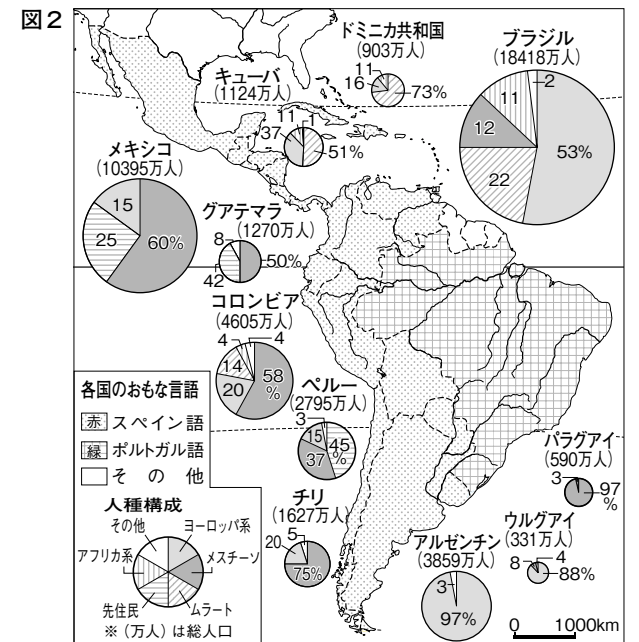 図2
ドミニカ共和国
(903万人)
11
16
73%
ブラジル
(18418万人)
2
11
12
22
53%
キューバ
(1124万人)
11
1
37
51%
メキシコ
(10395万人)
15
25
60%
グアテマラ
(1270万人)
8
50%
42
コロンビア
(4605万人)
4
4
14
20
58
%
ペルー
(2795万人)
3
15
45
%
37
チリ
(1627万人)
5
20
75%
アルゼンチン
(3859万人)
3
97%
ウルグアイ
(331万人)
4
8
88%
パラグアイ
(590万人)
3
97
%
各国のおもな言語
赤 スペイン語
緑 ポルトガル語
その他
人種構成
その他
ヨーロッパ系
アフリカ系
メスチーソ
先住民
ムラート
※(万人)は総人口
0 1000km